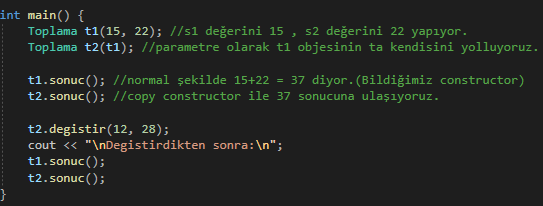 int main() {
Toplama t1(15, 22); //s1 değerini 15 , s2 değerini 22 yapıyor.
Toplama t2(t1); //parametre olarak t1 objesinin ta kendisini yolluyoruz.
t1.sonuc(); //normal şekilde 15+22 = 37 diyor.(Bildiğimiz constructor)
t2.sonuc(); //copy constructor ile 37 sonucuna ulaşıyoruz.
t2.degistir(12, 28);
cout << "\nDegistirdikten sonra:\n";
t1.sonuc();
t2.sonuc();
}